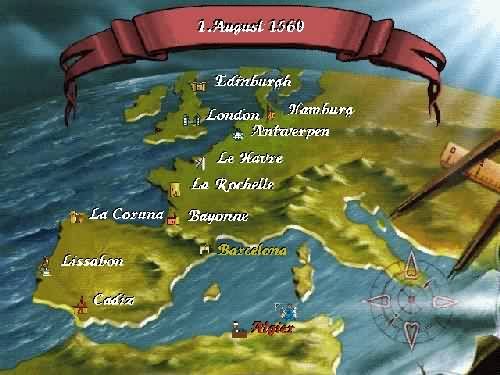 1.August 1560
Edinburgh
London
Hamburg
Antwerpen
Le Havre
La Rochelle
La Coruna
Bayonne
Barcelona
Lissabon
Cadiz
Algier